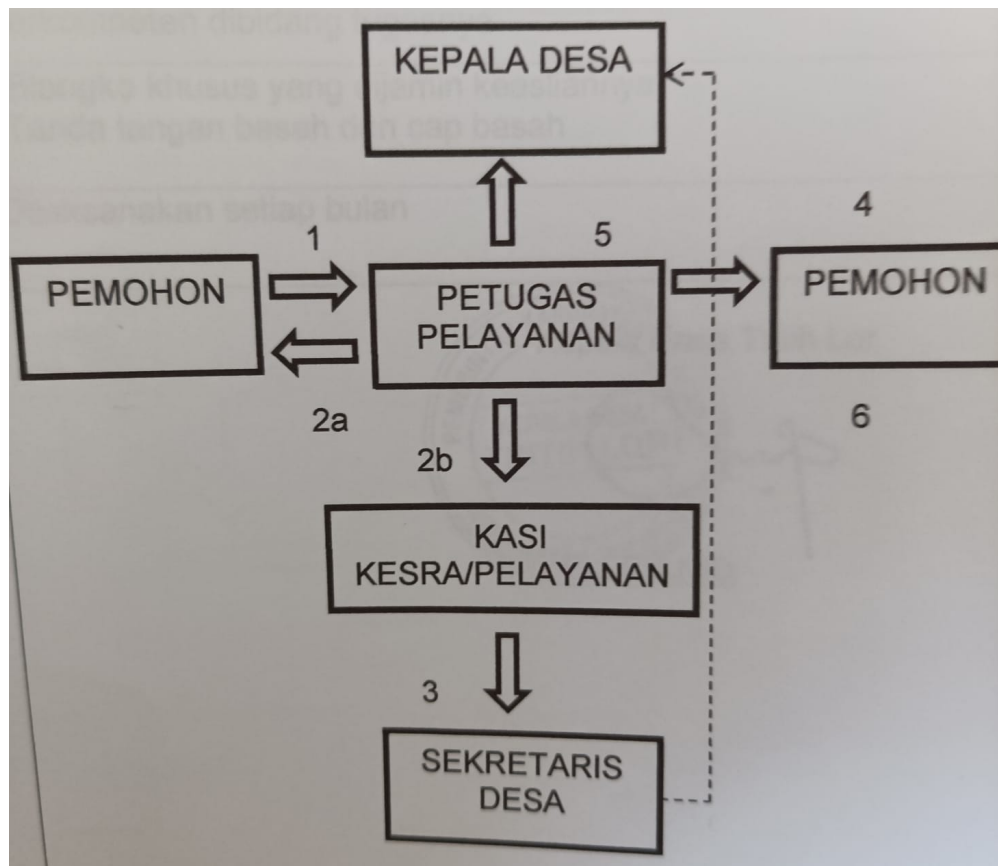 KEPALA DESA
4
1
5
PEMOHON
PETUGAS
PELAYANAN
PEMOHON
2a
6
2b
KASI
KESRA/PELAYANAN
3
SEKRETARIS
DESA